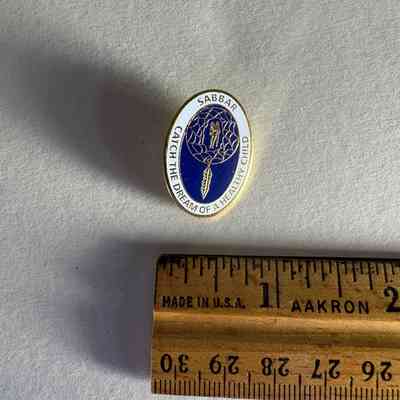 SABBAR
CATCH THE DREAM OF A HEALTHY CHILD
1 2
MADE IN U.S.A. AAKRON
30 29 28 27 26